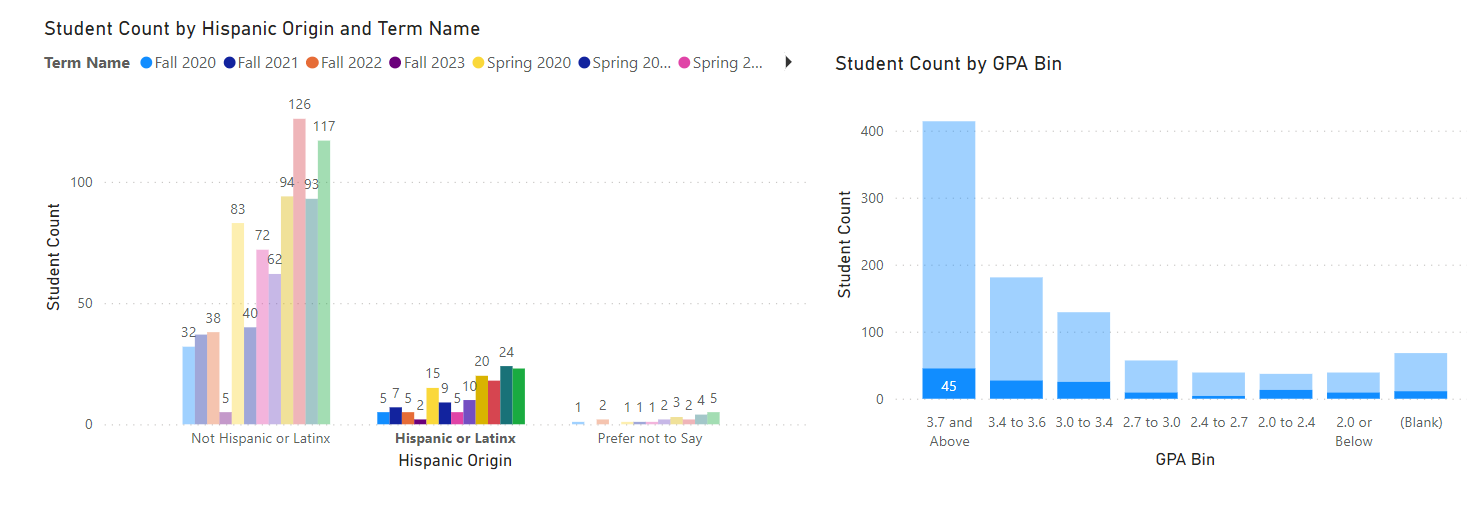 Student Count by Hispanic Origin and Term Name
Term Name Fall 2020 Fall 2021 Fall 2022 Fall 2023 Spring 2020 Spring 20... Spring 2...
Student Count
100
50
0
32
38
5
83
40
72
62
94
126
93
117
5
7
5
2
15
9
5
10
20
24
1
2
1
1
1
2
3
2
4
5
Not Hispanic or Latinx
Hispanic or Latinx
Prefer not to Say
Hispanic Origin
Student Count by GPA Bin
Student Count
400
300
200
100
0
45
3.7 and
Above
3.4 to 3.6
3.0 to 3.4
2.7 to 3.0
2.4 to 2.7
2.0 to 2.4
2.0 or
Below
(Blank)
GPA Bin